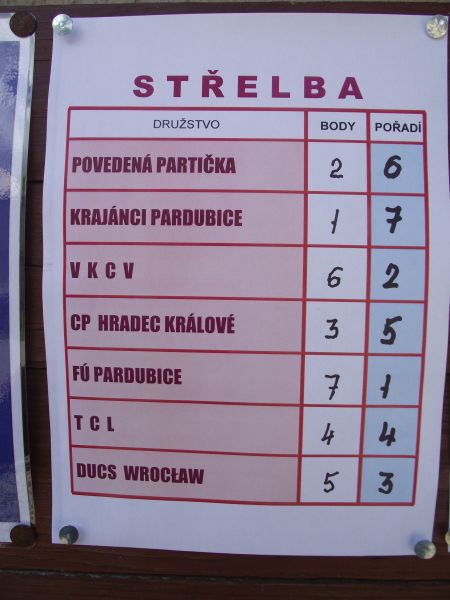 STŘELBA
DRUŽSTVO BODY POŘADÍ
POVEDENÁ PARTIČKA 2 6
KRAJÁNCI PARDUBICE 1 7
V K C V 6 2
CP HRADEC KRÁLOVÉ 3 5
FÚ PARDUBICE 7 1
T C L 4 4
DUCS WROCŁAW 5 3